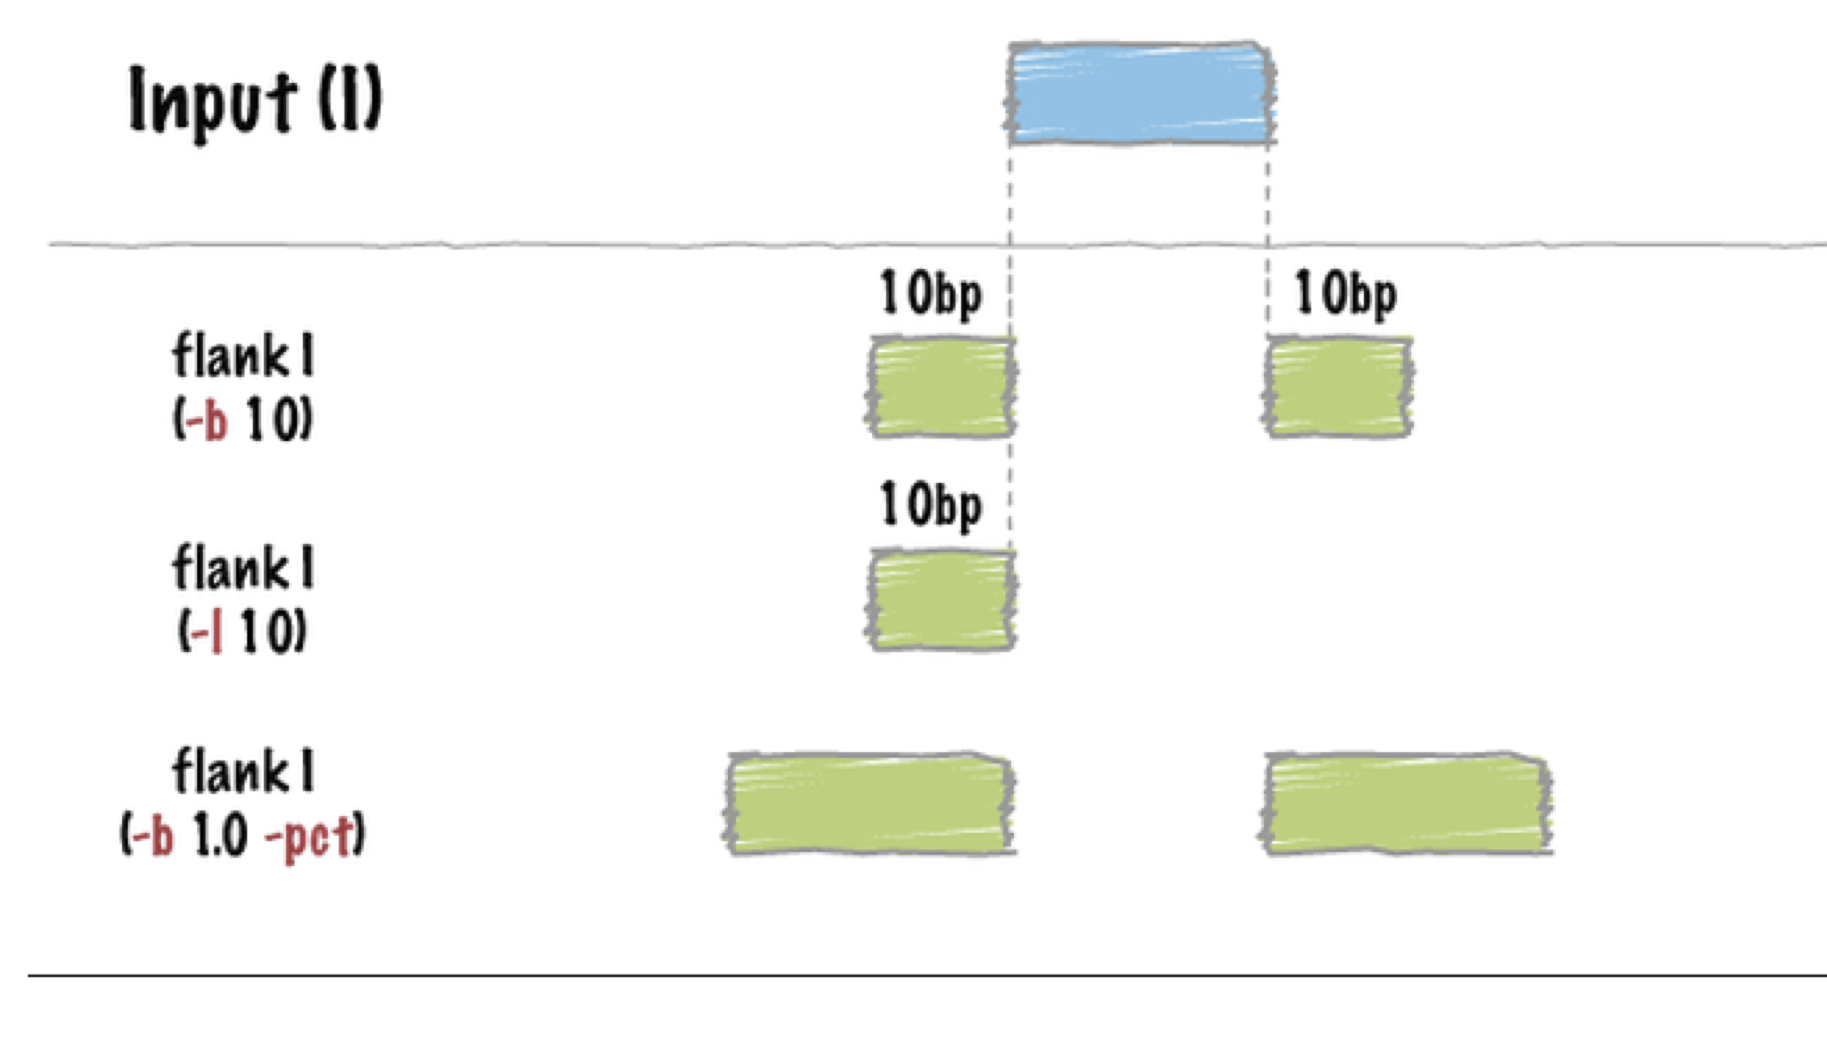 Input (I)
10bp 10bp
flank I
(-b 10)
10bp
flank I
(-l 10)
flank I
(-b 1.0 -pct)